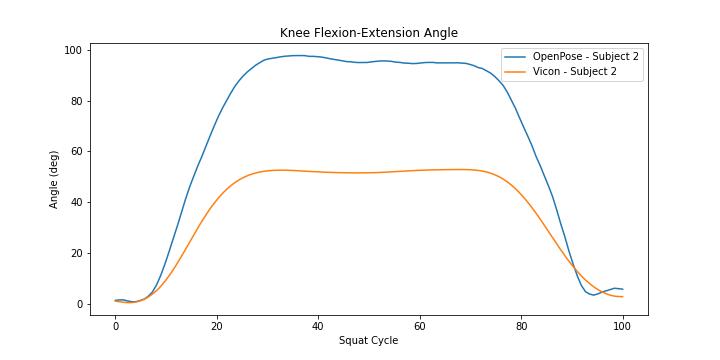 Knee Flexion-Extension Angle
OpenPose - Subject 2
Vicon - Subject 2
Angle (deg)
100
80
60
40
20
0
0 20 40 60 80 100
Squat Cycle